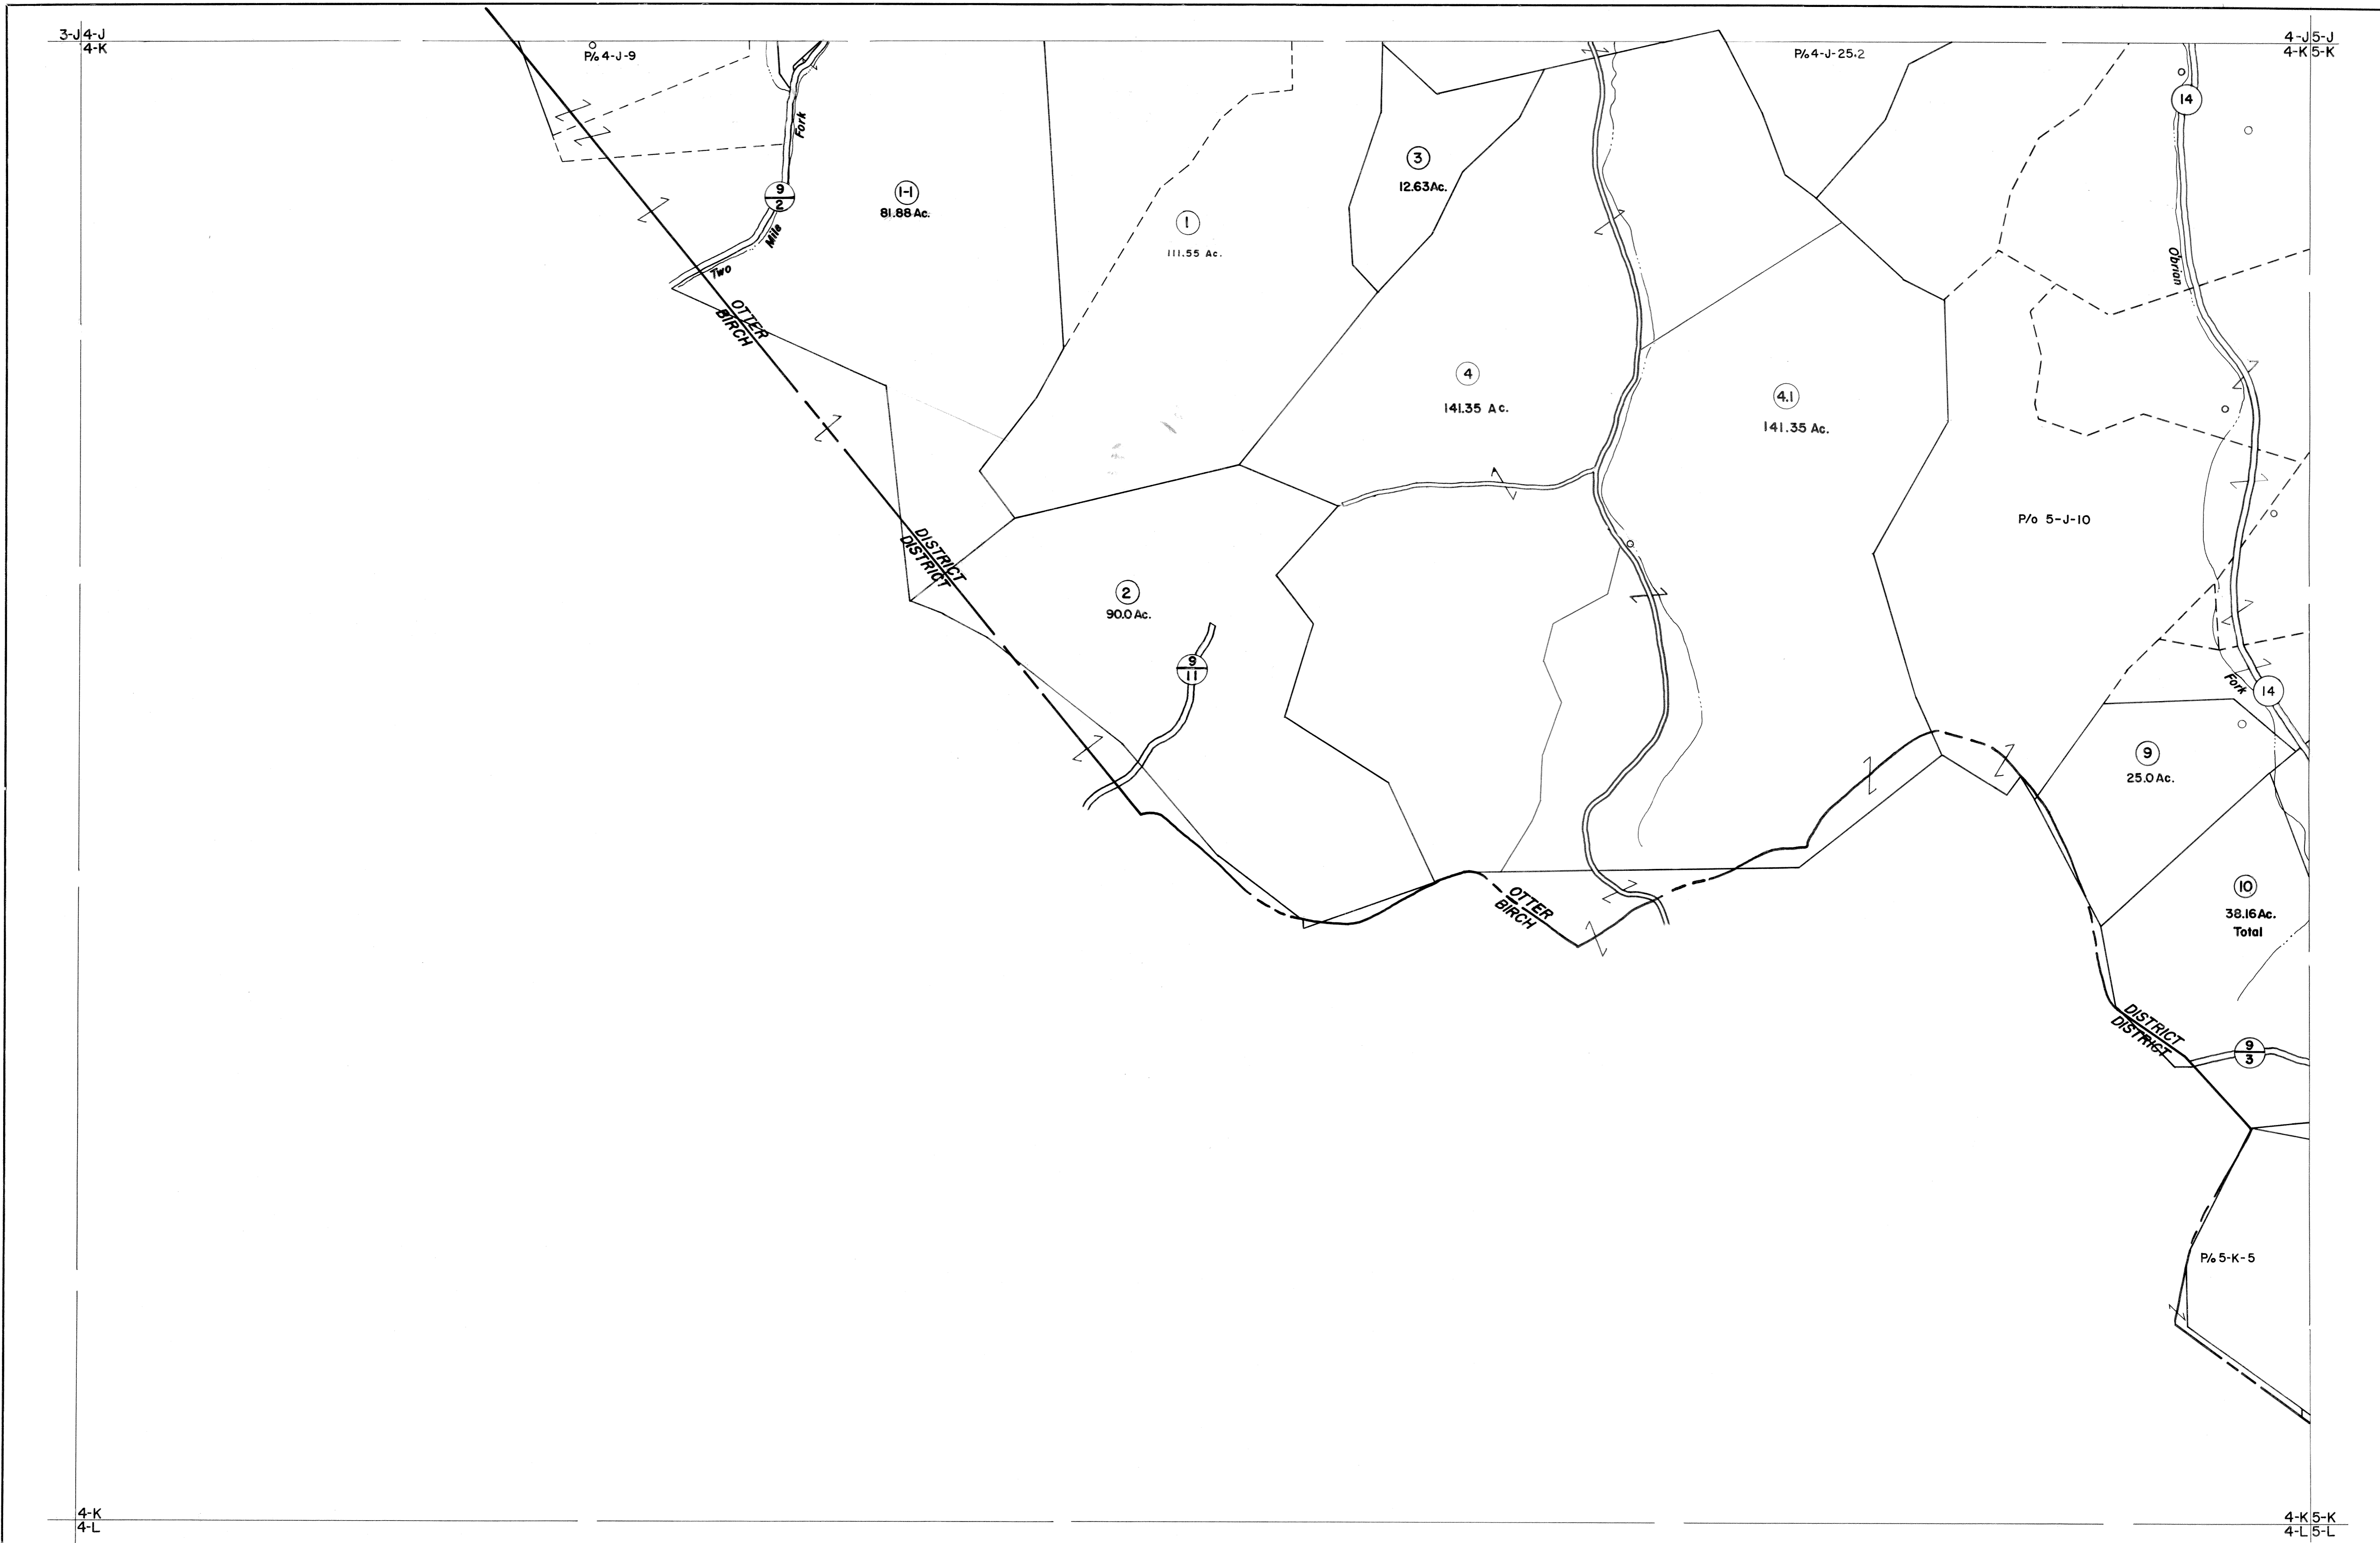 3-J 4-J
4-K
P/o 4-J-9
P/o 4-J-25.2
4-J 5-J
4-K 5-K
14
Fork
9
2
Mile
Two
1-1
81.88 Ac.
1
111.55 Ac.
3
12.63 Ac.
Obrian
OTTER
BIRCH
4
141.35 Ac.
4.1
141.35 Ac.
P/o 5-J-10
DISTRICT
DISTRICT
2
90.0 Ac.
9
11
Fork
14
9
25.0 Ac.
OTTER
BIRCH
10
38.16 Ac.
Total
DISTRICT
DISTRICT
9
3
P/o 5-K-5
4-K
4-L
4-K 5-K
4-L 5-L